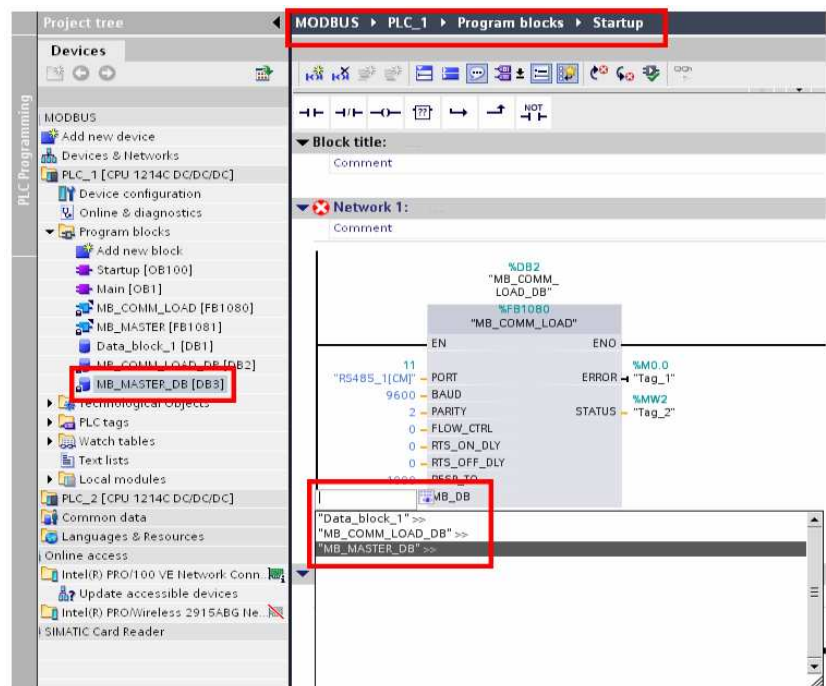 Project tree
MODBUS ▸ PLC_1 ▸ Program blocks ▸ Startup
Devices
PLC Programming
MODBUS
Add new device
Devices & Networks
PLC_1 [CPU 1214C DC/DC/DC]
Device configuration
Online & diagnostics
Program blocks
Add new block
Startup [OB100]
Main [OB1]
MB_COMM_LOAD [FB1080]
MB_MASTER [FB1081]
Data_block_1 [DB1]
MB_COMM_LOAD_DB [DB2]
MB_MASTER_DB [DB3]
Technological Objects
PLC tags
Watch tables
Text lists
Local modules
PLC_2 [CPU 1214C DC/DC/DC]
Common data
Languages & Resources
Online access
Intel(R) PRO/100 VE Network Conn..
Update accessible devices
Intel(R) PRO/Wireless 2915ABG Ne..
SIMATIC Card Reader
??
NOT
Block title:
Comment
Network 1:
Comment
%DB2
"MB_COMM_
LOAD_DB"
%FB1080
"MB_COMM_LOAD"
EN ENO
11 %M0.0
"RS485_1[CM]" PORT ERROR "Tag_1"
9600 BAUD %MW2
2 PARITY STATUS "Tag_2"
0 FLOW_CTRL
0 RTS_ON_DLY
0 RTS_OFF_DLY
1000 RESP_TO
MB_DB
"Data_block_1" >>
"MB_COMM_LOAD_DB" >>
"MB_MASTER_DB" >>